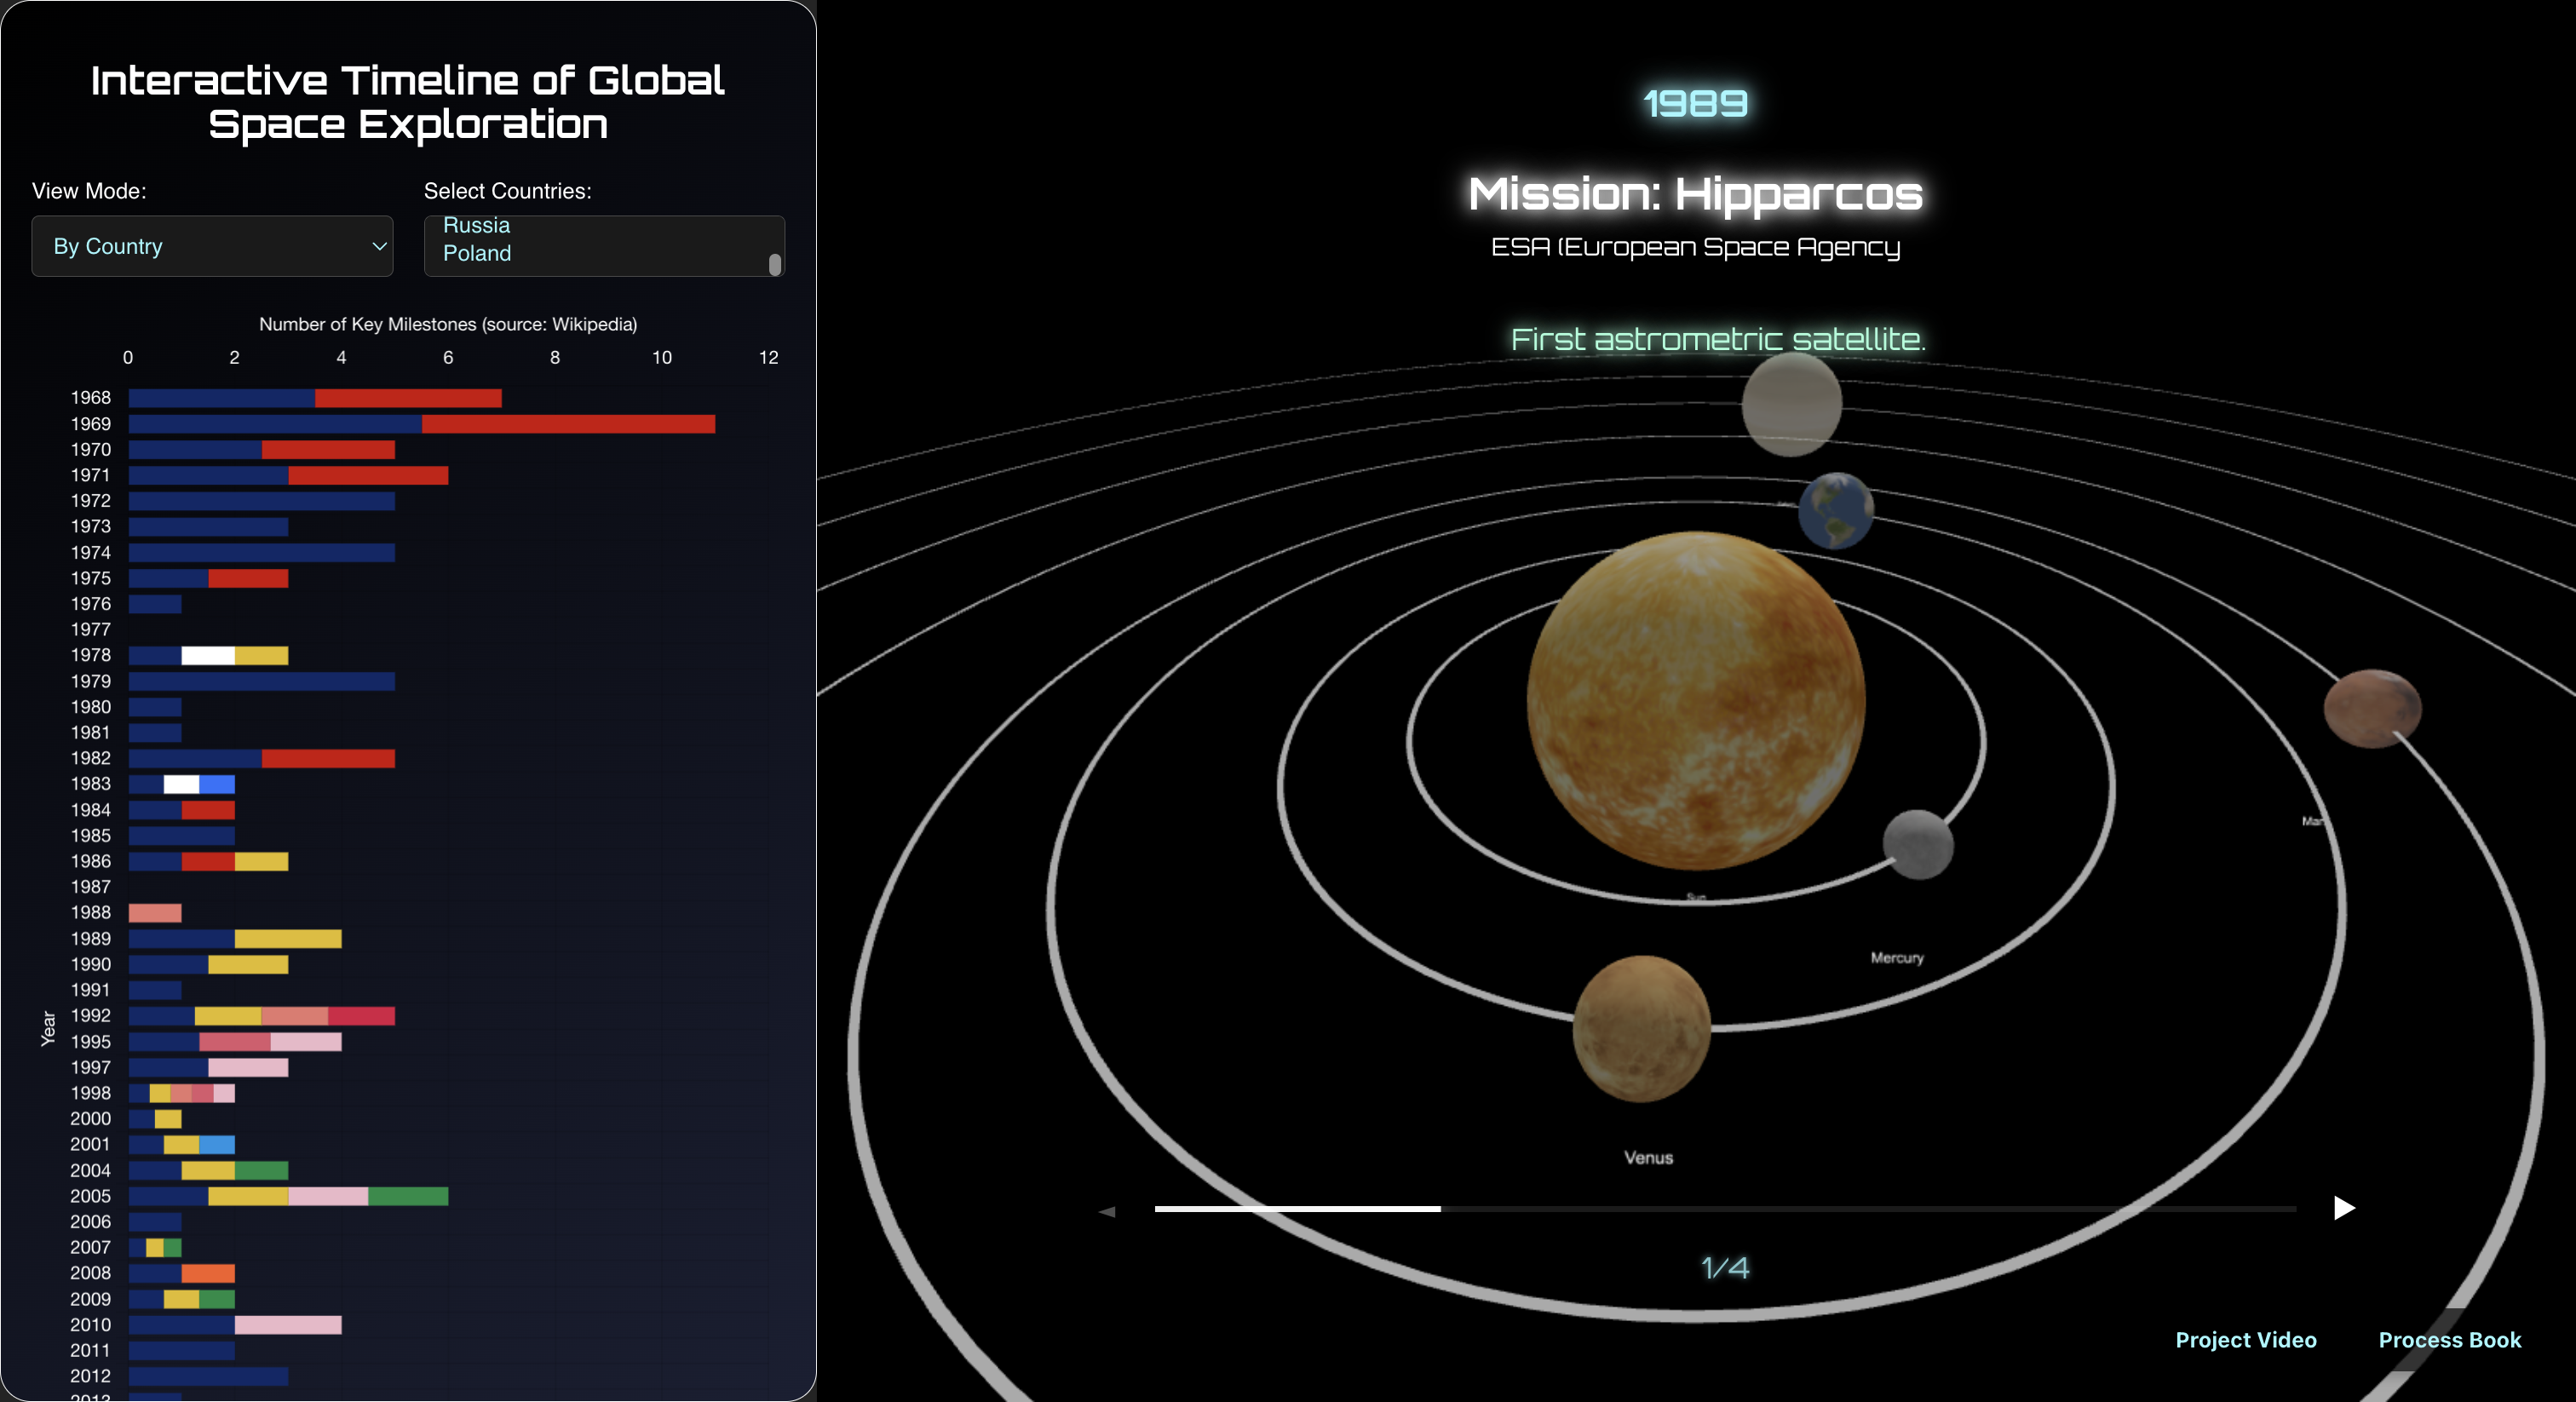 Interactive Timeline of Global
Space Exploration
View Mode:
Select Countries:
By Country
Russia
Poland
Number of Key Milestones (source: Wikipedia)
0 2 4 6 8 10 12
Year
1968
1969
1970
1971
1972
1973
1974
1975
1976
1977
1978
1979
1980
1981
1982
1983
1984
1985
1986
1987
1988
1989
1990
1991
1992
1995
1997
1998
2000
2001
2004
2005
2006
2007
2008
2009
2010
2011
2012
1989
Mission: Hipparcos
ESA (European Space Agency
First astrometric satellite.
Mar
Sun
Mercury
Venus
◄
▶
1/4
Project Video
Process Book